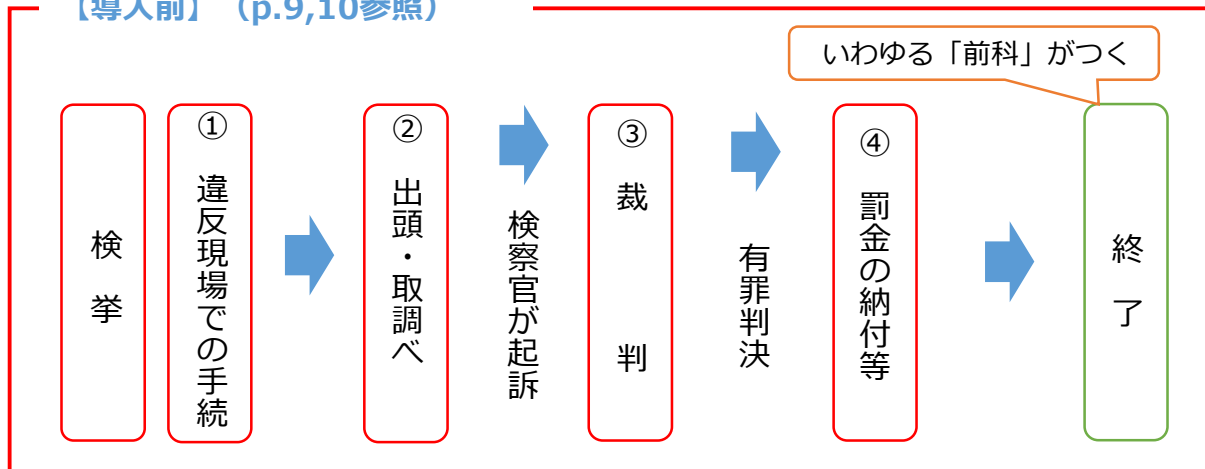 【導入前】（p.9,10参照）
いわゆる「前科」がつく
検挙
① 違反現場での手続
② 出頭・取調べ
検察官が起訴
③ 裁判
有罪判決
④ 罰金の納付等
終了